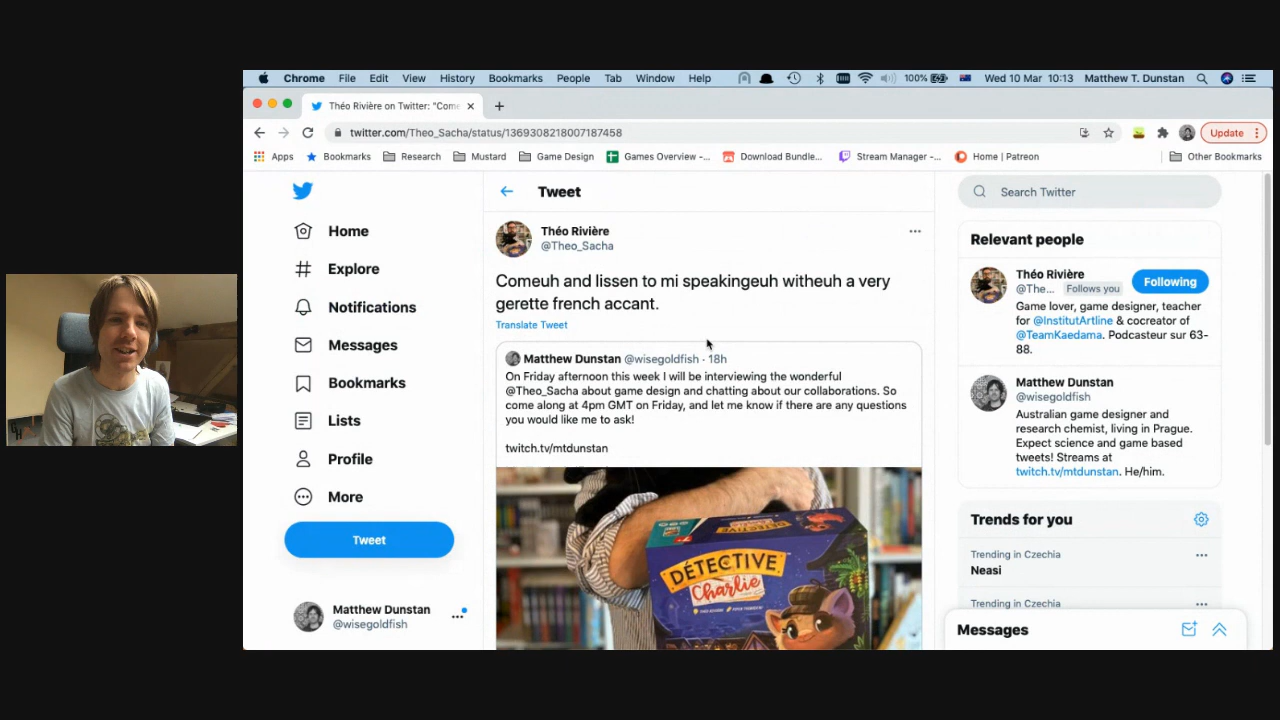 Chrome File Edit View History Bookmarks People Tab Window Help 100% Wed 10 Mar 10:13 Matthew T. Dunstan
Théo Rivière on Twitter: "Come
twitter.com/Theo_Sacha/status/1369308218007187458 Update
Apps Bookmarks Research Mustard Game Design Games Overview -... Download Bundle... Stream Manager -... Home | Patreon Other Bookmarks
Home
Explore
Notifications
Messages
Bookmarks
Lists
Profile
More
Tweet
Matthew Dunstan
@wisegoldfish
Tweet
Théo Rivière
@Theo_Sacha
Comeuh and lissen to mi speakingeuh witheuh a very
gerette french accant.
Translate Tweet
Matthew Dunstan @wisegoldfish · 18h
On Friday afternoon this week I will be interviewing the wonderful
@Theo_Sacha about game design and chatting about our collaborations. So
come along at 4pm GMT on Friday, and let me know if there are any questions
you would like me to ask!
twitch.tv/mtdunstan
DÉTECTIVE
Charlie
Search Twitter
Relevant people
Théo Rivière
@The... Follows you
Following
Game lover, game designer, teacher
for @InstitutArtline & cocreator of
@TeamKaedama. Podcasteur sur 63-
88.
Matthew Dunstan
@wisegoldfish
Australian game designer and
research chemist, living in Prague.
Expect science and game based
tweets! Streams at
twitch.tv/mtdunstan. He/him.
Trends for you
Trending in Czechia
Neasi
Trending in Czechia
Messages